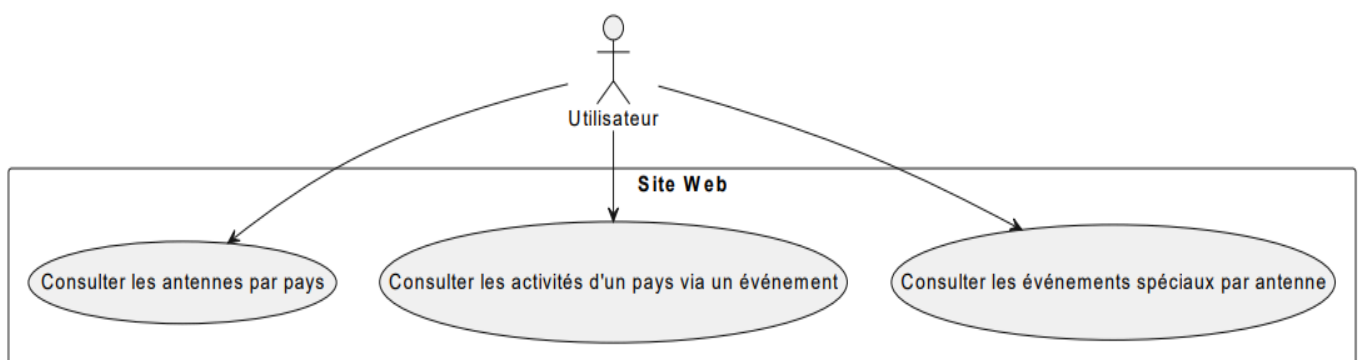 Utilisateur
Site Web
Consulter les antennes par pays
Consulter les activités d'un pays via un événement
Consulter les événements spéciaux par antenne